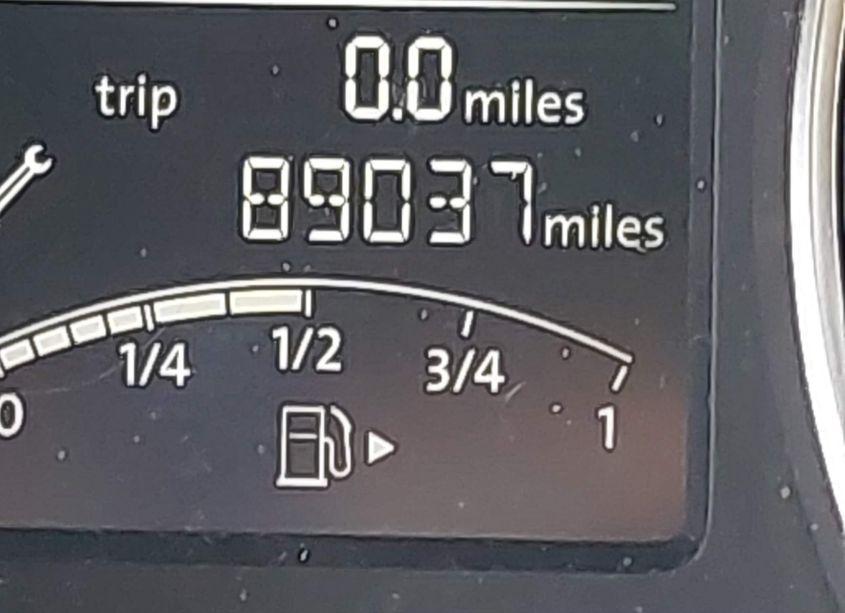 trip 0.0 miles
89037 miles
0 1/4 1/2 3/4 1